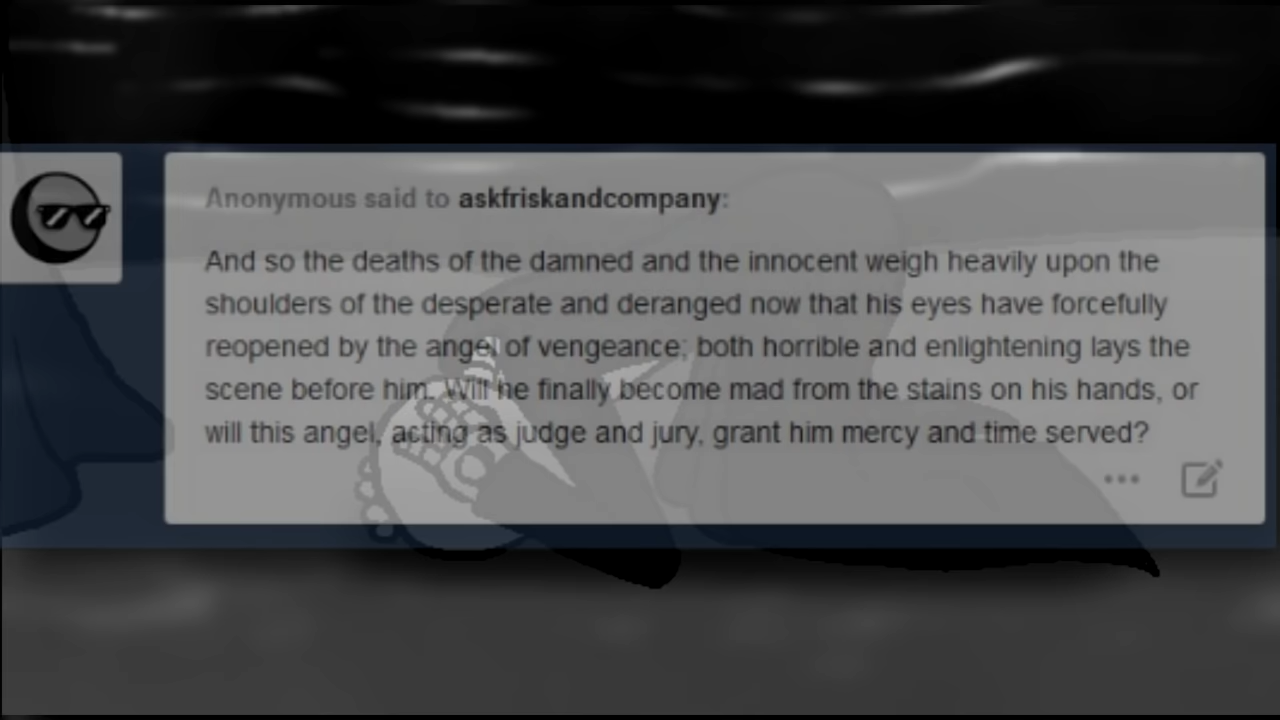 Anonymous said to askfriskandcompany:
And so the deaths of the damned and the innocent weigh heavily upon the
shoulders of the desperate and deranged now that his eyes have forcefully
reopened by the angel of vengeance; both horrible and enlightening lays the
scene before him. Will he finally become mad from the stains on his hands, or
will this angel, acting as judge and jury, grant him mercy and time served?